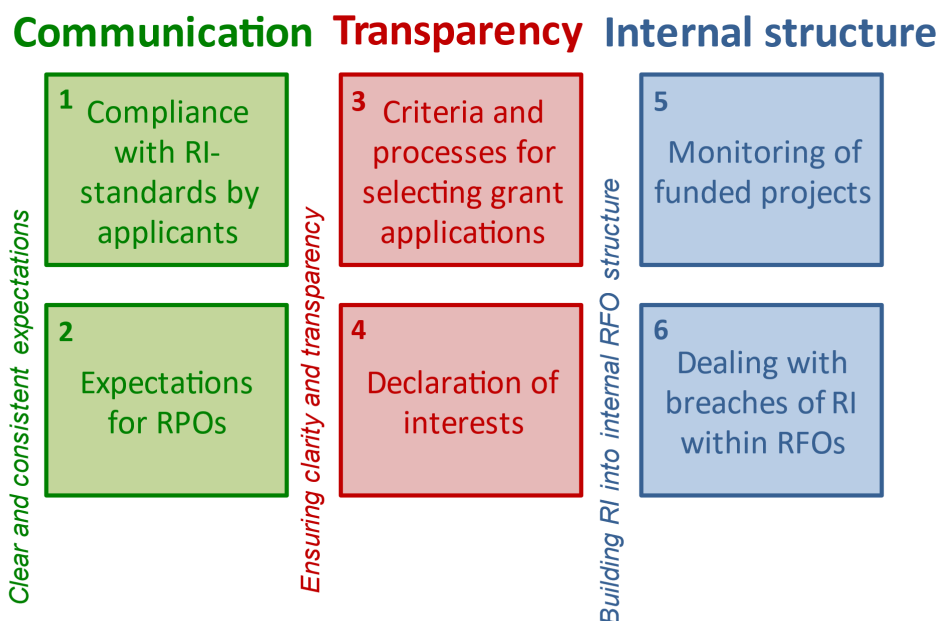 Communication
Transparency
Internal structure
Clear and consistent expectations
1
Compliance
with RI-
standards by
applicants
2
Expectations
for RPOs
Ensuring clarity and transparency
3
Criteria and
processes for
selecting grant
applications
4
Declaration of
interests
Building RI into internal RFO structure
5
Monitoring of
funded projects
6
Dealing with
breaches of RI
within RFOs